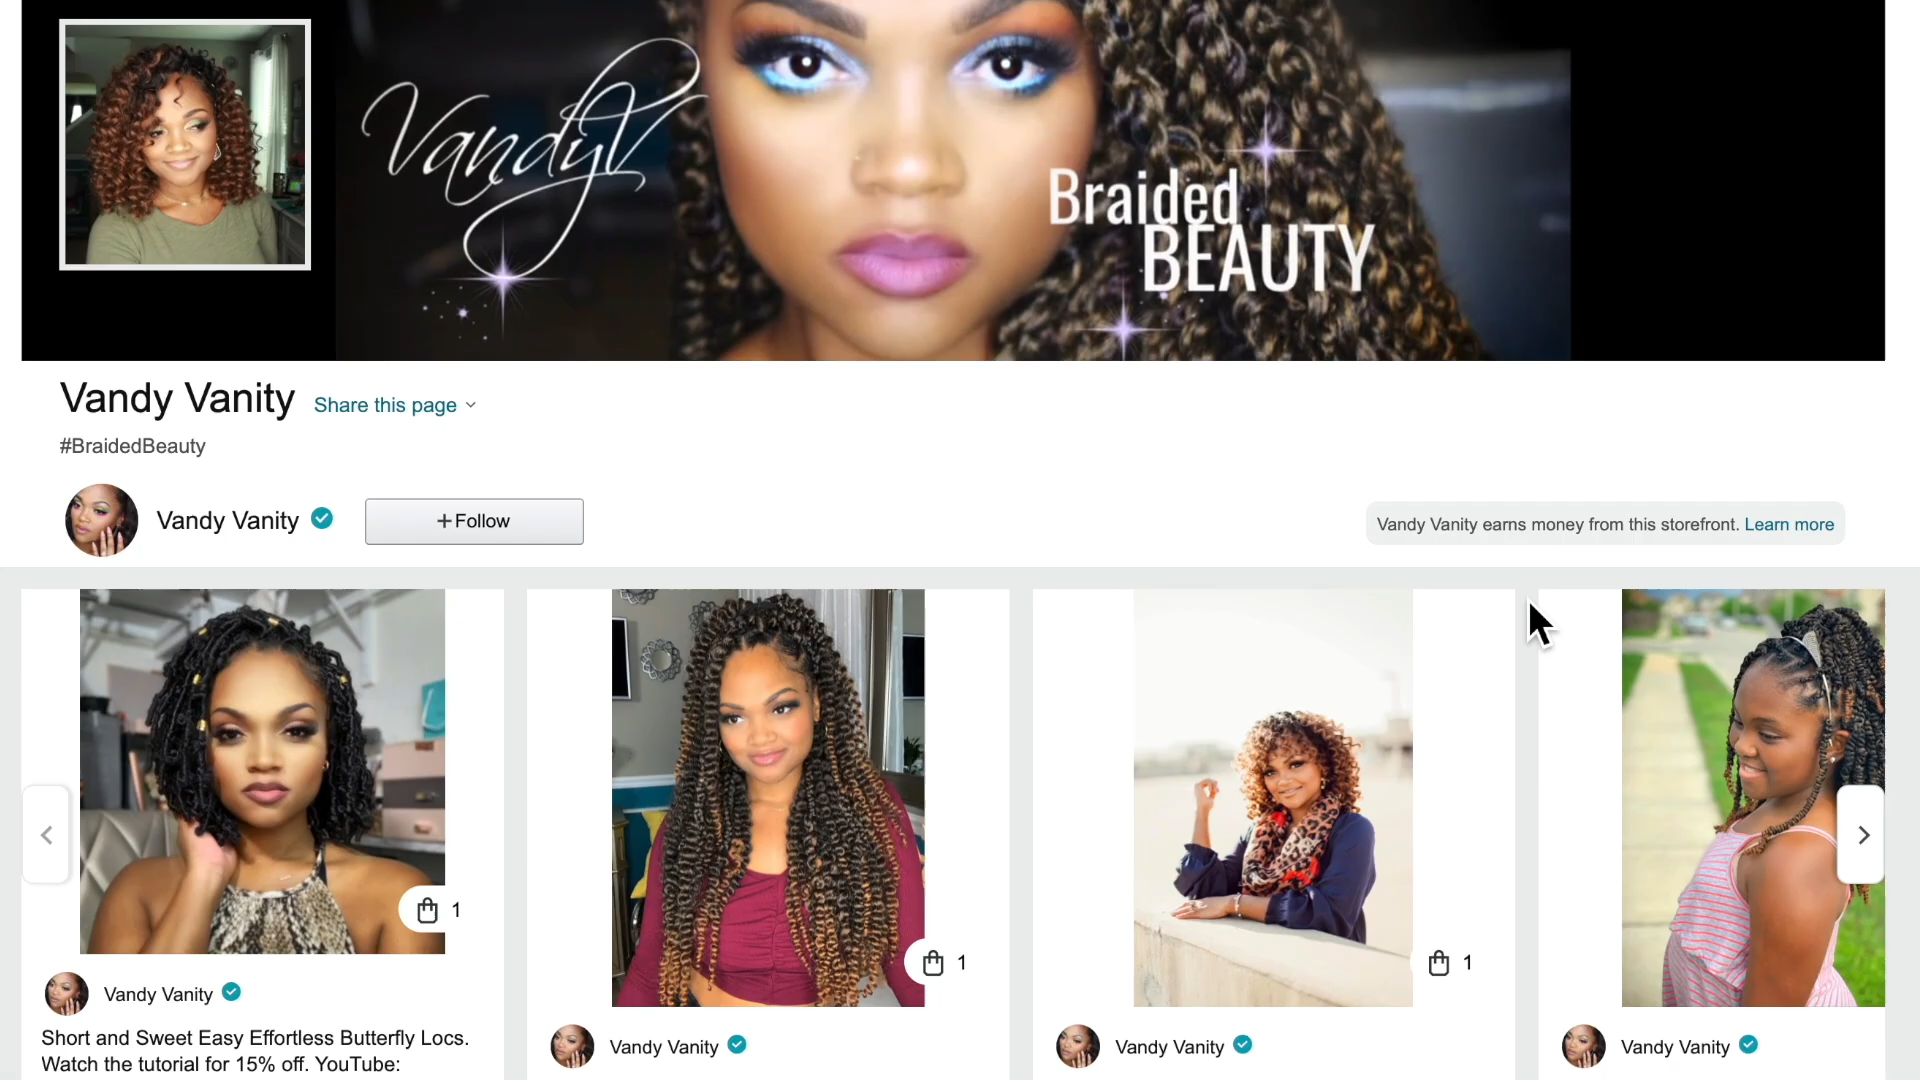 VandyV
Braided
BEAUTY
Vandy Vanity Share this page
#BraidedBeauty
Vandy Vanity +Follow
Vandy Vanity earns money from this storefront. Learn more
1
1
1
Vandy Vanity
Short and Sweet Easy Effortless Butterfly Locs.
Watch the tutorial for 15% off. YouTube:
Vandy Vanity
Vandy Vanity
Vandy Vanity